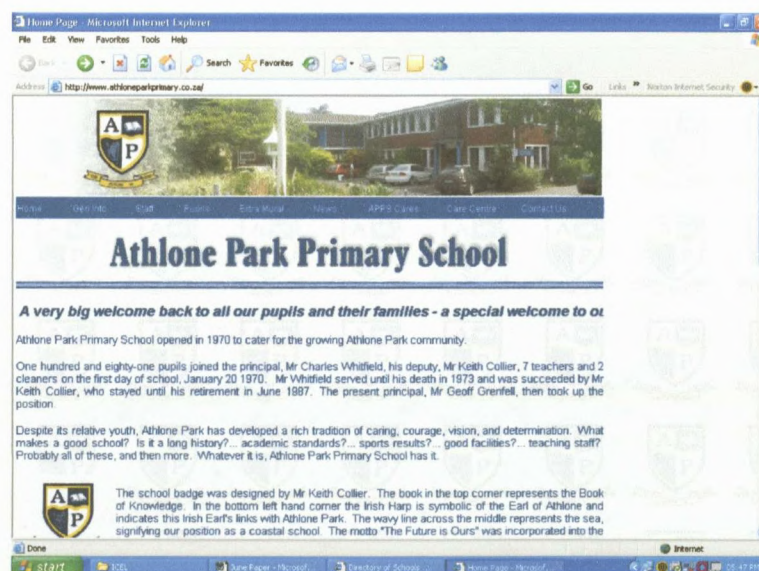 Home Page - Microsoft Internet Explorer
File Edit View Favorites Tools Help
Back Search Favorites
Address http://www.athloneparkprimary.co.za/ Go Links » Norton Internet Security
A P
Home Gen Info Staff Pupils Extra Mural News APPS Cares Care Centre Contact Us
Athlone Park Primary School
A very big welcome back to all our pupils and their families - a special welcome to ou
Athlone Park Primary School opened in 1970 to cater for the growing Athlone Park community.
One hundred and eighty-one pupils joined the principal, Mr Charles Whitfield, his deputy, Mr Keith Collier, 7 teachers and 2
cleaners on the first day of school, January 20 1970. Mr Whitfield served until his death in 1973 and was succeeded by Mr
Keith Collier, who stayed until his retirement in June 1987. The present principal, Mr Geoff Grenfell, then took up the
position.
Despite its relative youth, Athlone Park has developed a rich tradition of caring, courage, vision, and determination. What
makes a good school? Is it a long history?... academic standards?... sports results?... good facilities?... teaching staff?
Probably all of these, and then more. Whatever it is, Athlone Park Primary School has it.
A P
The school badge was designed by Mr Keith Collier. The book in the top corner represents the Book
of Knowledge. In the bottom left hand corner the Irish Harp is symbolic of the Earl of Athlone and
indicates this Irish Earl's links with Athlone Park. The wavy line across the middle represents the sea,
signifying our position as a coastal school. The motto "The Future is Ours" was incorporated into the
Done Internet
start ICEL June Paper - Microsof... Directory of Schools Home Page - Microsof... 05:47 PM